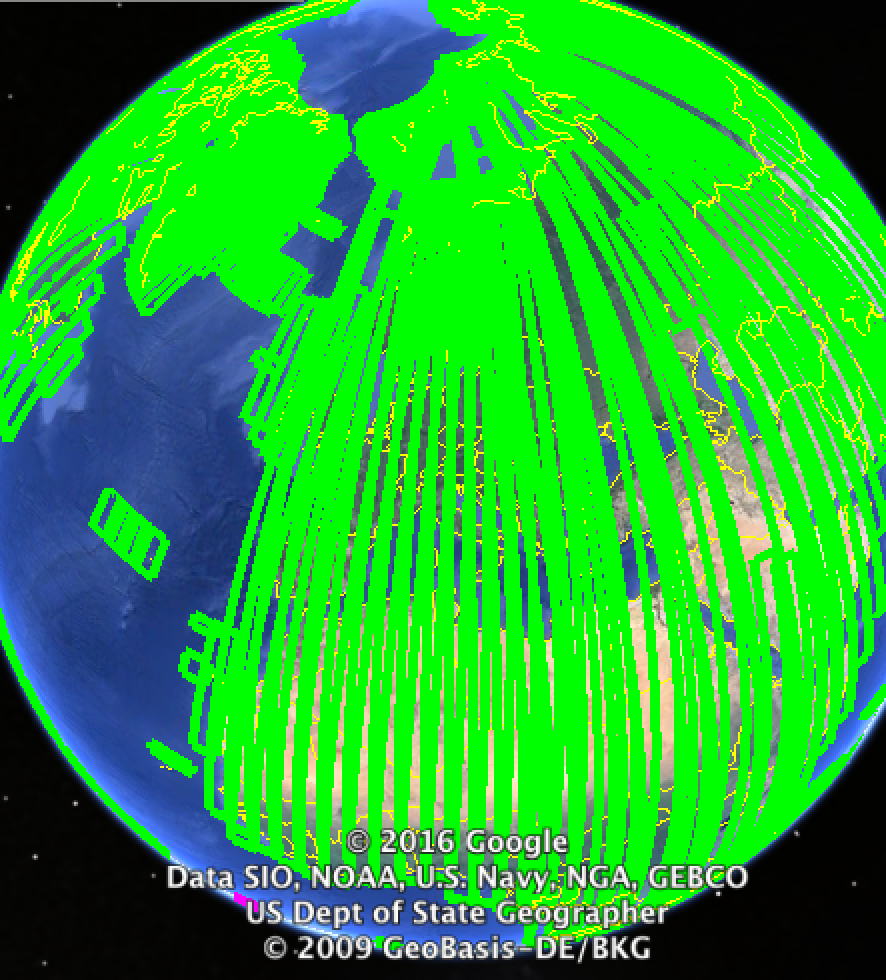 © 2016 Google
Data SIO, NOAA, U.S. Navy, NGA, GEBCO
US Dept of State Geographer
© 2009 GeoBasis-DE/BKG